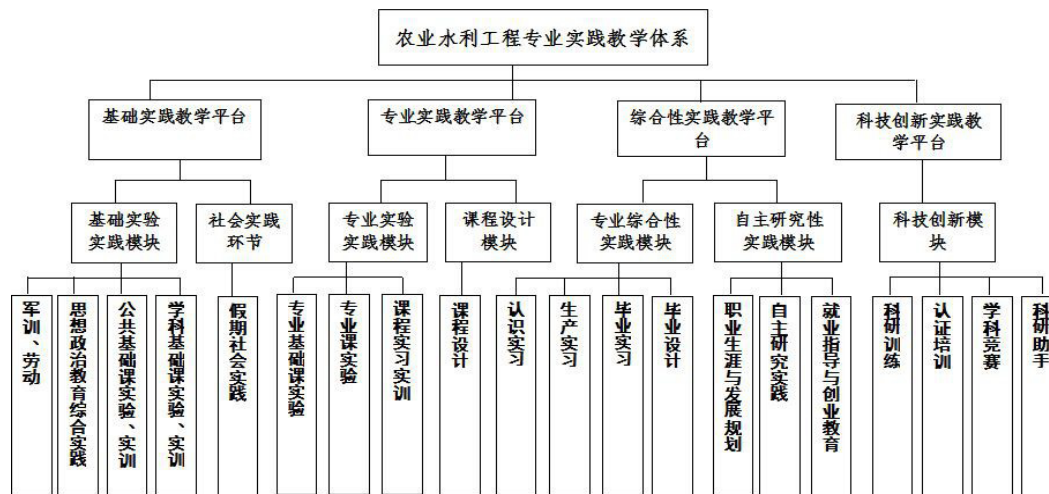 农业水利工程专业实践教学体系
基础实践教学平台
专业实践教学平台
综合性实践教学平
台
科技创新实践教
学平台
基础实验
实践模块
社会实践
环节
专业实验
实践模块
课程设计
模块
专业综合性
实践模块
自主研究性
实践模块
科技创新模
块
军训、劳动
思想政治教育综合实践
公共基础课实验、实训
学科基础课实验、实训
假期社会实践
专业基础课实验
专业课实验
课程实习实训
课程设计
认识实习
生产实习
毕业实习
毕业设计
职业生涯与发展规划
自主研究实践
就业指导与创业教育
科研训练
认证培训
学科竞赛
科研助手